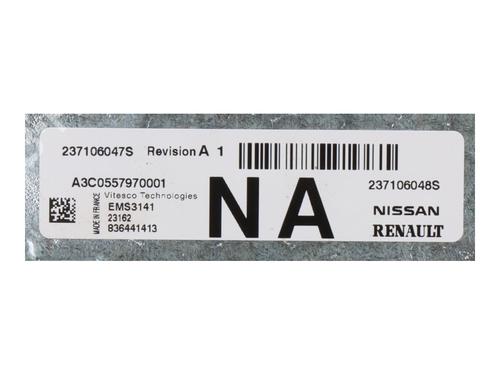 237106047S Revision A 1
A3C0557970001
Vitesco Technologies
EMS3141
23162
836441413
MADE IN FRANCE
NA
237106048S
NISSAN
RENAULT